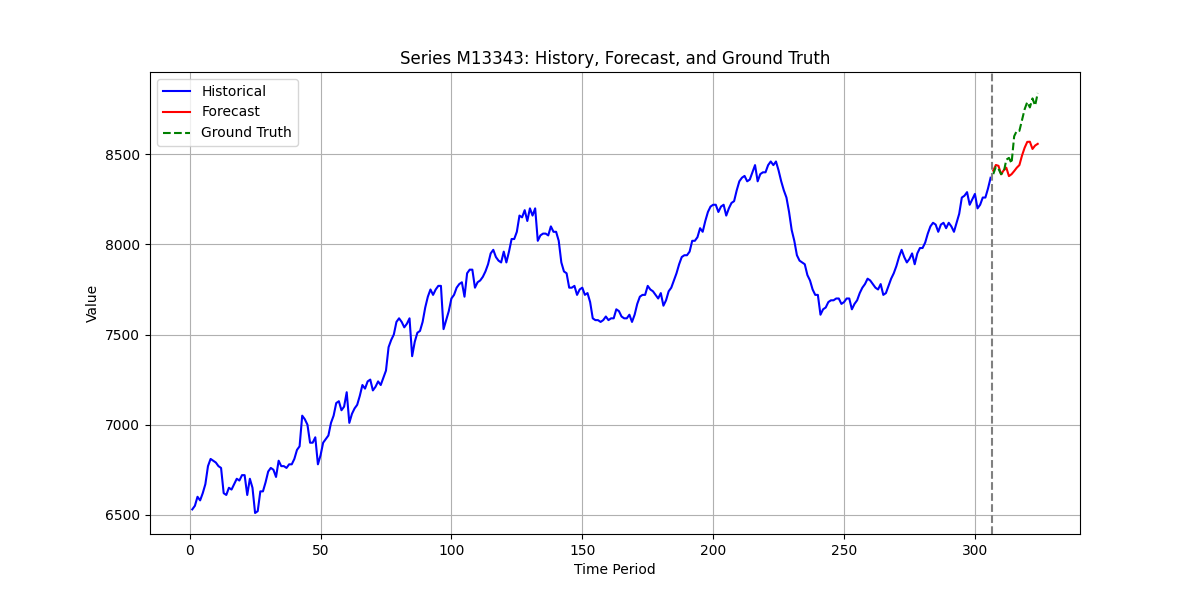 Series M13343: History, Forecast, and Ground Truth
Historical
Forecast
Ground Truth
8500
8000
7500
7000
6500
Value
0 50 100 150 200 250 300
Time Period